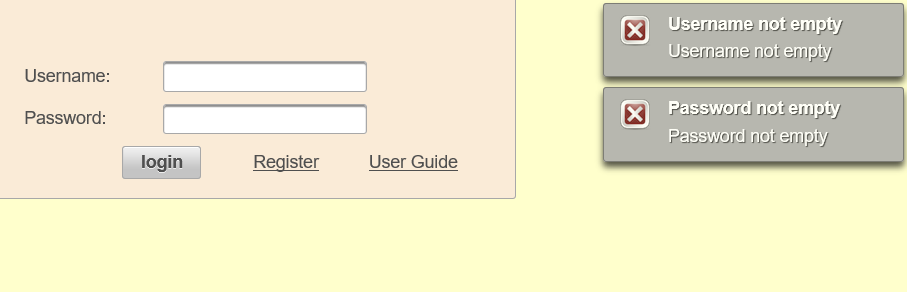 Username:
Password:
login Register User Guide
Username not empty
Username not empty
Password not empty
Password not empty